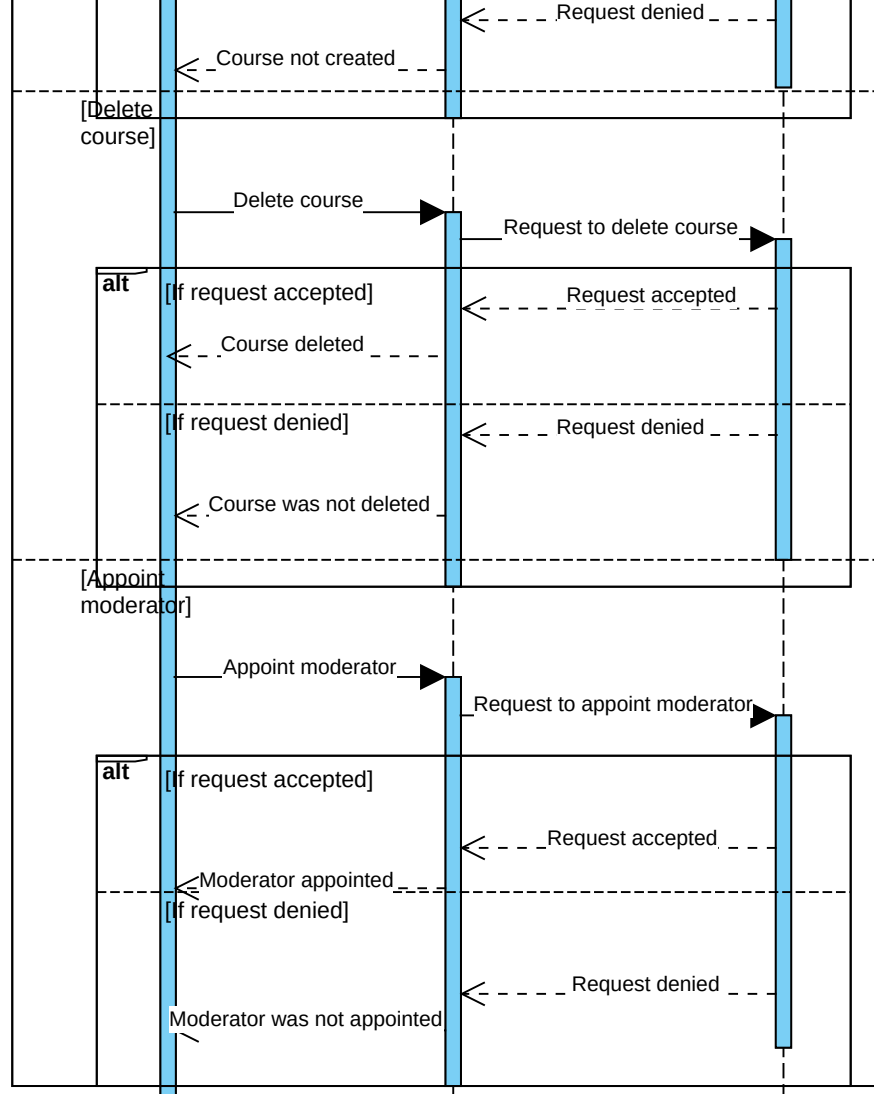 Request denied
Course not created
[Delete
course]
Delete course
Request to delete course
alt
[If request accepted]
Request accepted
Course deleted
[If request denied]
Request denied
Course was not deleted
[Appoint
moderator]
Appoint moderator
Request to appoint moderator
alt
[If request accepted]
Request accepted
Moderator appointed
[If request denied]
Request denied
Moderator was not appointed